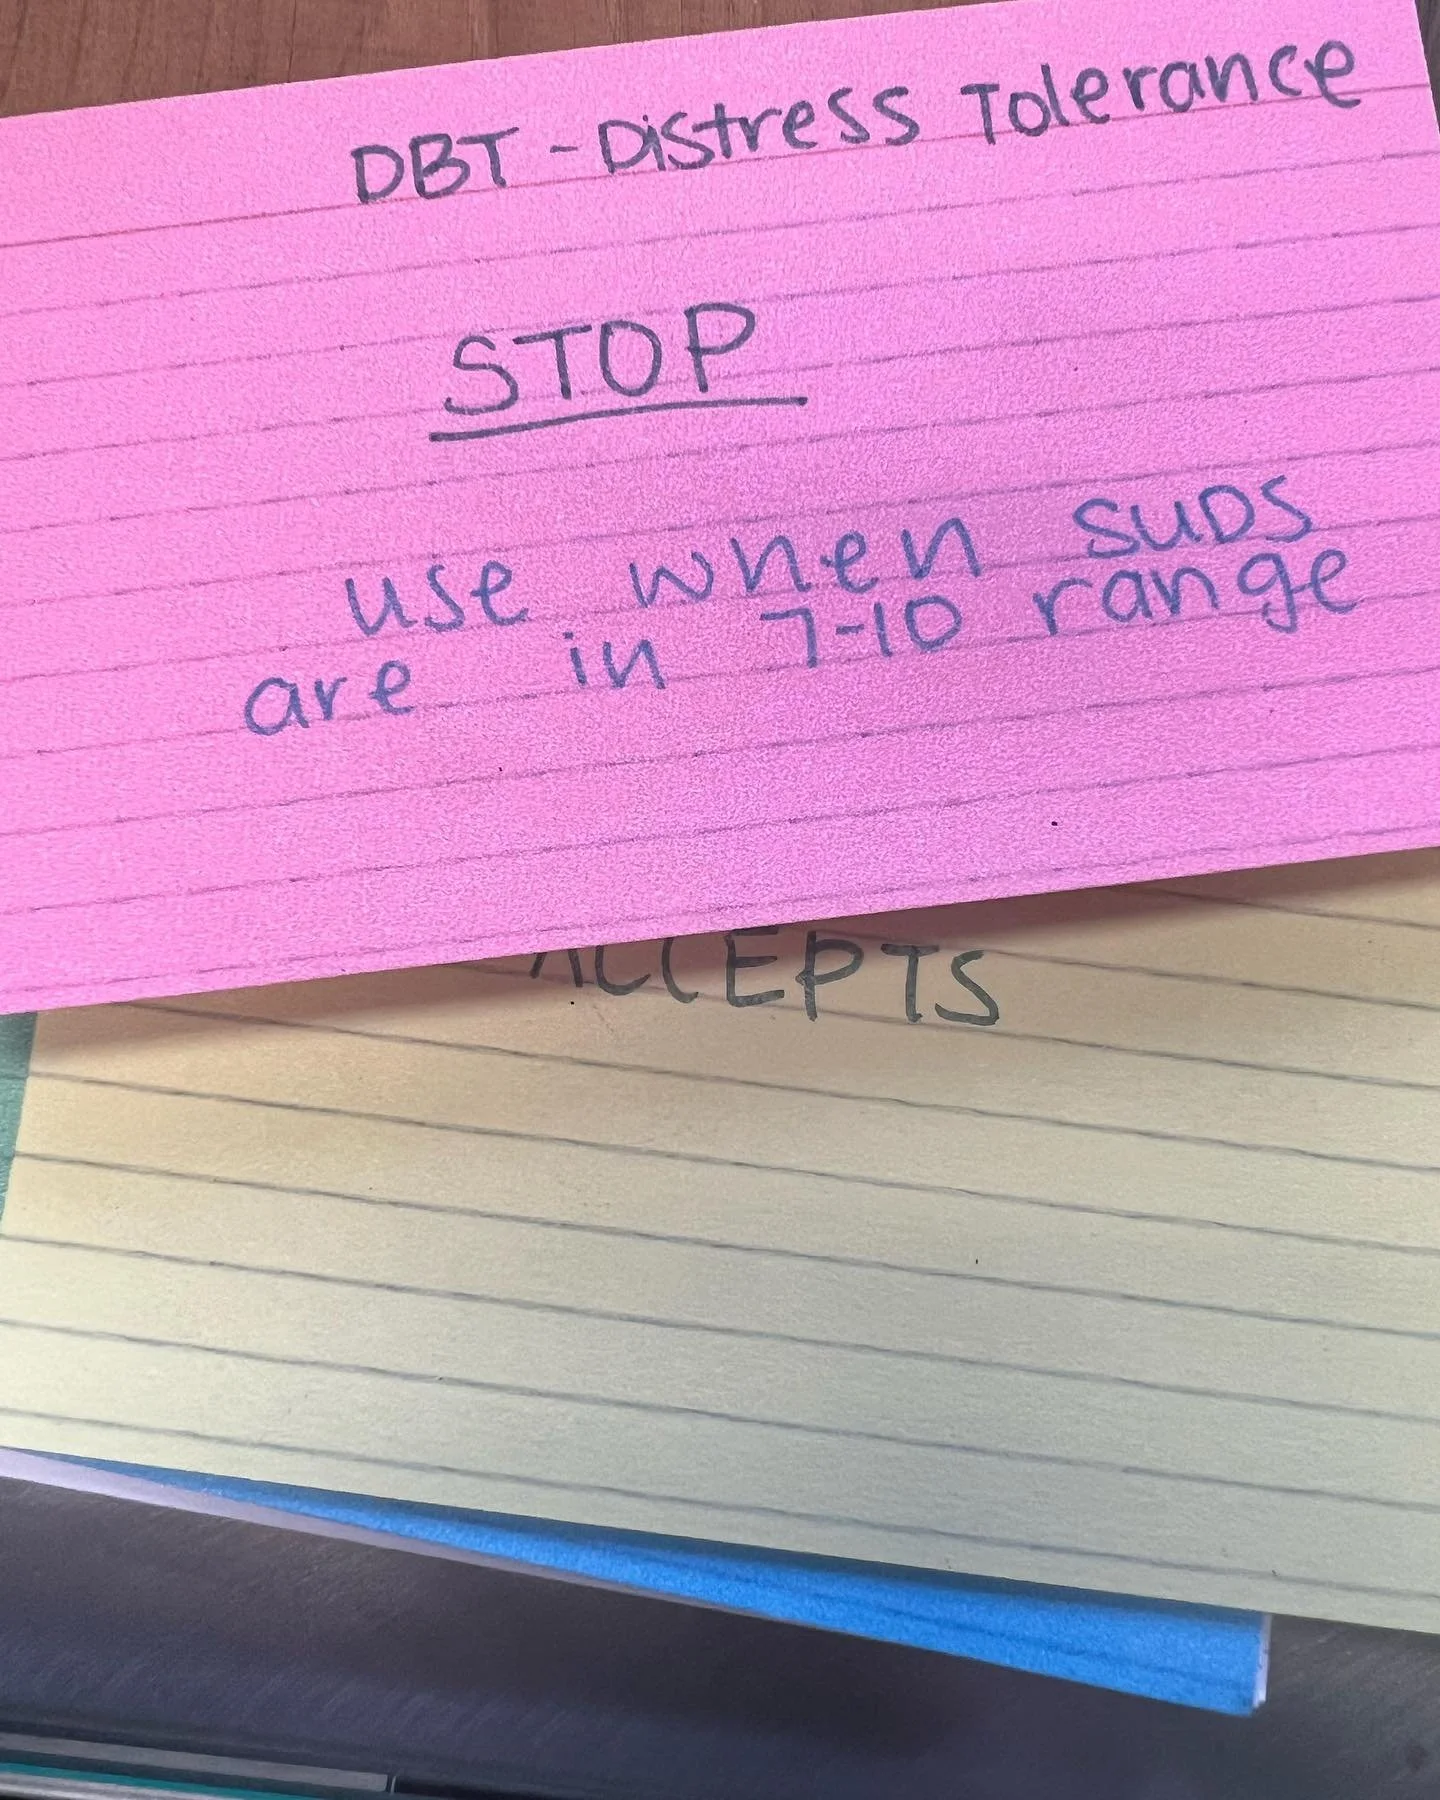 DBT - Distress Tolerance
STOP
use when SUDS
are in 7-10 range
ACCEPTS